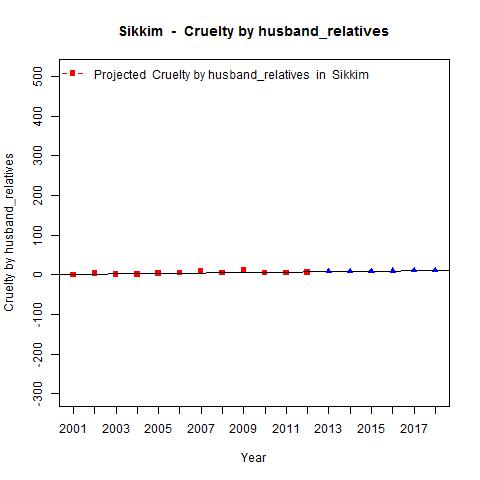 Sikkim - Cruelty by husband_relatives
Projected Cruelty by husband_relatives in Sikkim
Cruelty by husband_relatives
500
400
300
200
100
0
-100
-200
-300
2001 2003 2005 2007 2009 2011 2013 2015 2017
Year